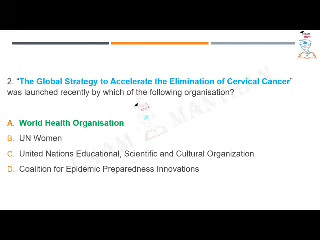 2. "The Global Strategy to Accelerate the Elimination of Cervical Cancer"
was launched recently by which of the following organisation?
A. World Health Organisation
B. UN Women
C. United Nations Educational, Scientific and Cultural Organization
D. Coalition for Epidemic Preparedness Innovations